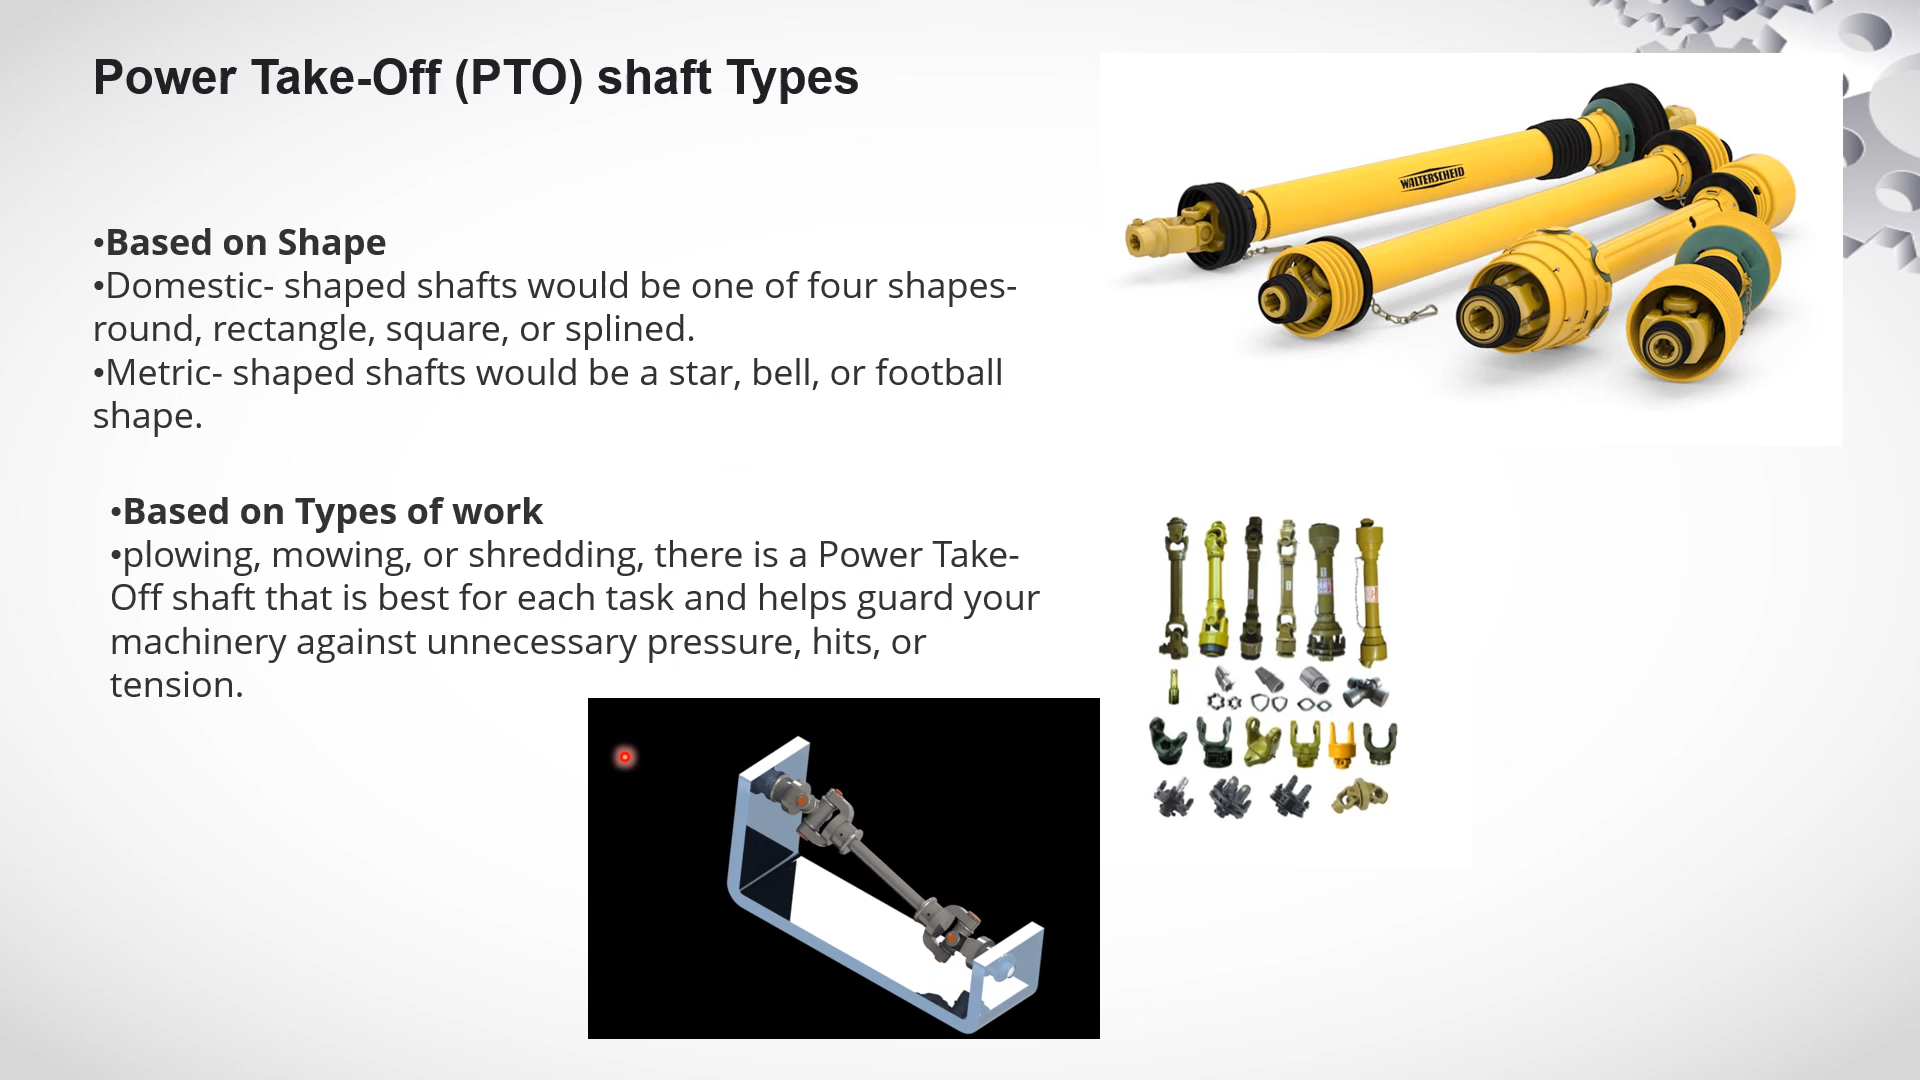 Power Take-Off (PTO) shaft Types
•Based on Shape
•Domestic- shaped shafts would be one of four shapes-
round, rectangle, square, or splined.
•Metric- shaped shafts would be a star, bell, or football
shape.
•Based on Types of work
•plowing, mowing, or shredding, there is a Power Take-
Off shaft that is best for each task and helps guard your
machinery against unnecessary pressure, hits, or
tension.
WALTERSCHEID